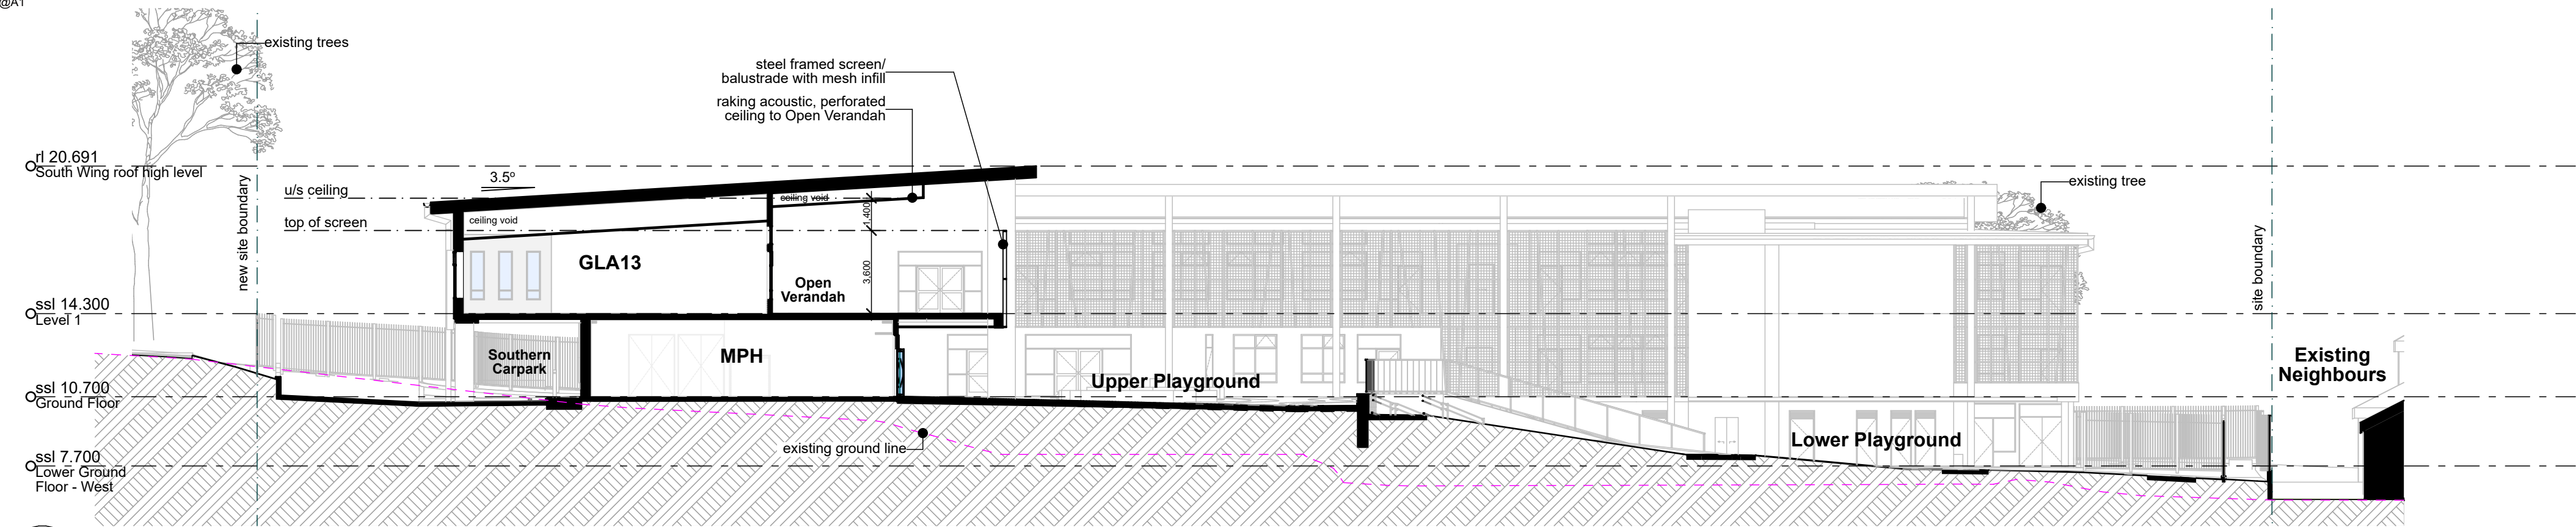 @A1
existing trees
steel framed screen/
balustrade with mesh infill
raking acoustic, perforated
ceiling to Open Verandah
rl 20.691
South Wing roof high level
new site boundary
u/s ceiling
3.5°
top of screen
ceiling void
ceiling void
1,400
3,600
GLA13
Open
Verandah
existing tree
site boundary
ssl 14.300
Level 1
Southern
Carpark
MPH
Upper Playground
Existing
Neighbours
ssl 10.700
Ground Floor
existing ground line
Lower Playground
ssl 7.700
Lower Ground
Floor - West